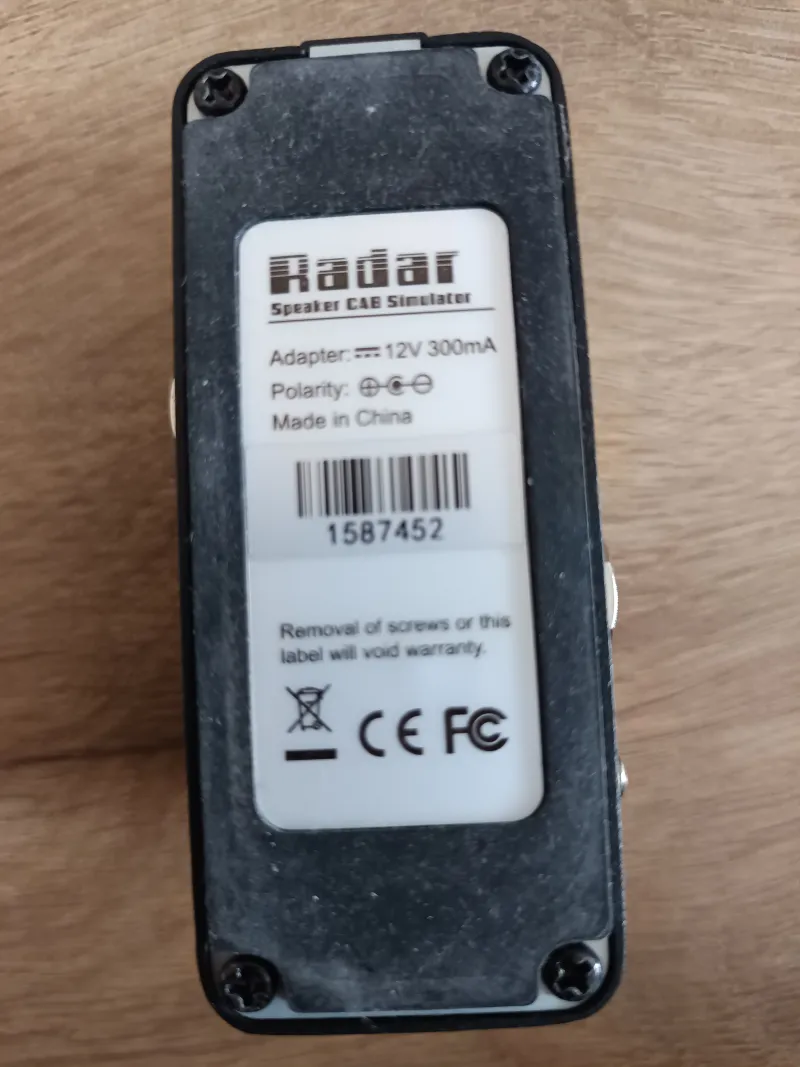 Radar
Speaker CAB Simulator
Adapter: ⎓ 12V 300mA
Polarity:
Made in China
1587452
Removal of screws or this
label will void warranty.
CE FC